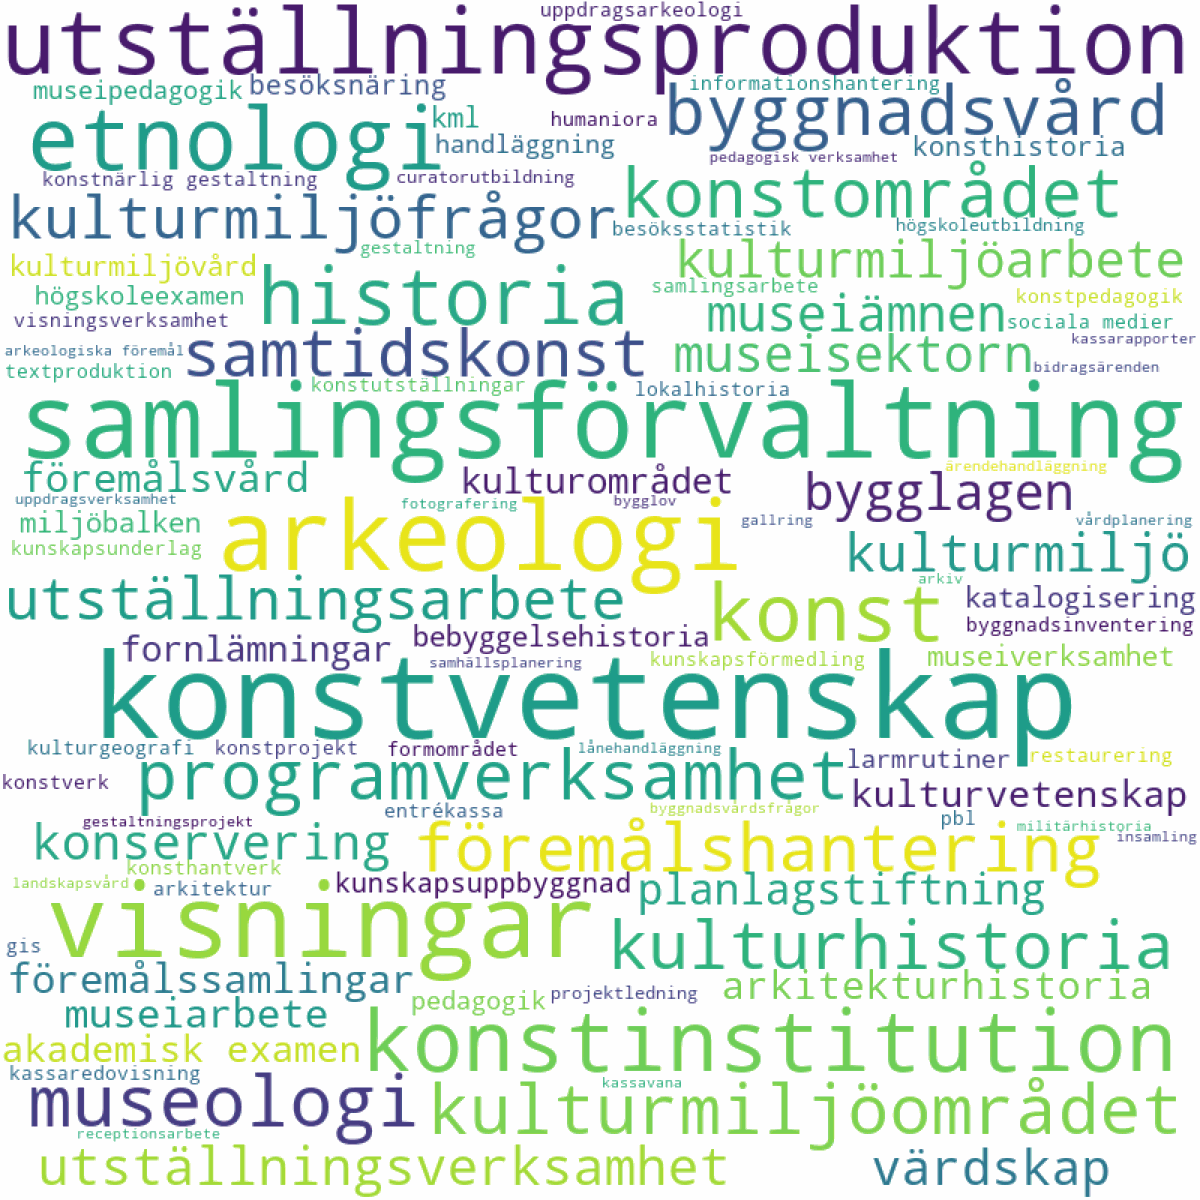 uppdragsarkeologi
utställningsproduktion
museipedagogik besöksnäring informationshantering
etnologi kml humaniora byggnadsvård
handläggning pedagogisk verksamhet konsthistoria
konstnärlig gestaltning curatorutbildning konstområdet
kulturmiljöfrågor besöksstatistik högskoleutbildning
kulturmiljövård gestaltning kulturmiljöarbete
högskoleexamen historia samlingsarbete konstpedagogik
visningsverksamhet museiämnen sociala medier
arkeologiska föremål samtidskonst museisektorn kassarapporter
textproduktion bidragsärenden
konstutställningar lokalhistoria
samlingsförvaltning
föremålsvård kulturområdet ärendehandläggning
uppdragsverksamhet fotografering bygglov bygglagen
miljöbalken arkeologi gallring vårdplanering
kunskapsunderlag kulturmiljö
utställningsarbete konst arkiv katalogisering
fornlämningar bebyggelsehistoria byggnadsinventering
samhällsplanering kunskapsförmedling museiverksamhet
konstvetenskap
kulturgeografi konstprojekt formområdet lånehandläggning larmrutiner restaurering
konstverk programverksamhet kulturvetenskap
gestaltningsprojekt entrékassa byggnadsvårdsfrågor pbl militärhistoria
konservering föremålshantering insamling
konsthantverk
landskapsvård arkitektur kunskapsuppbyggnad planlagstiftning
visningar
gis kulturhistoria
föremålssamlingar pedagogik projektledning arkitekturhistoria
museiarbete konstinstitution
akademisk examen
kassaredovisning kassavana
museologi kulturmiljöområdet
receptionsarbete
utställningsverksamhet värdskap